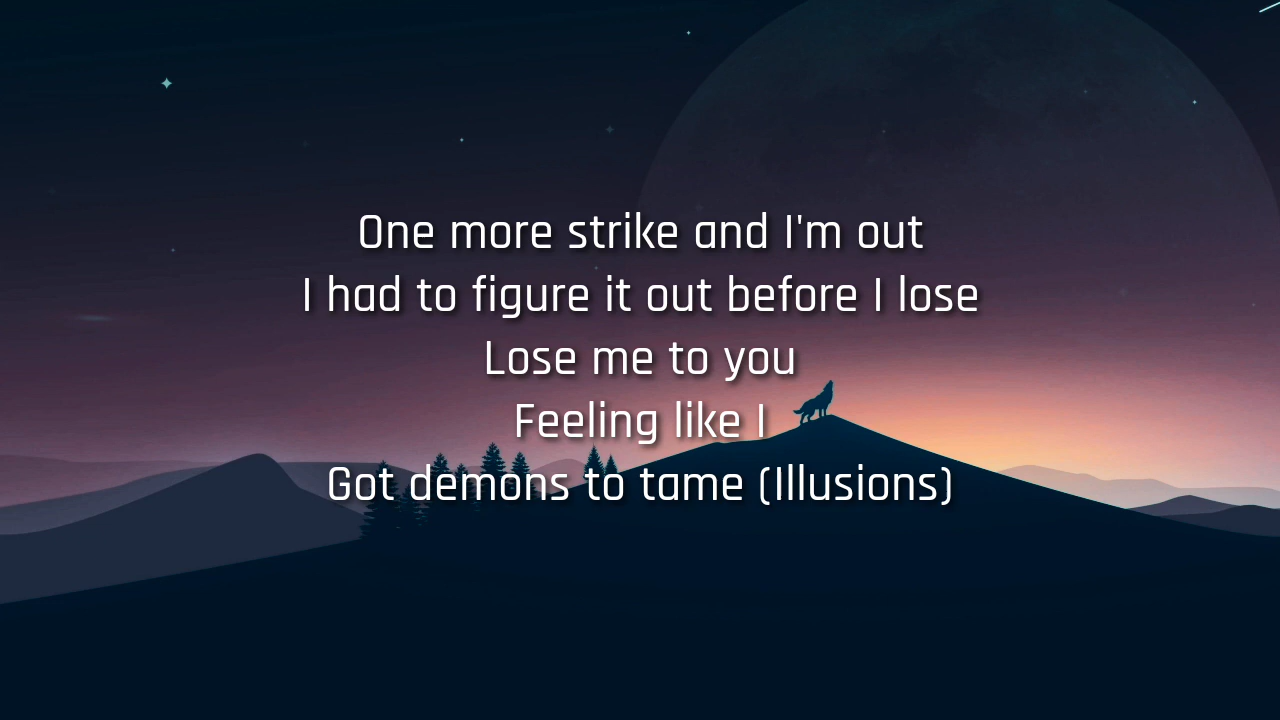 One more strike and I'm out
I had to figure it out before I lose
Lose me to you
Feeling like I
Got demons to tame (Illusions)